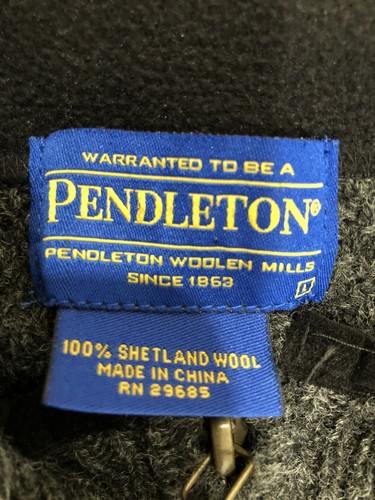 WARRANTED TO BE A
PENDLETON®
PENDLETON WOOLEN MILLS
SINCE 1863
L
100% SHETLAND WOOL
MADE IN CHINA
RN 29685